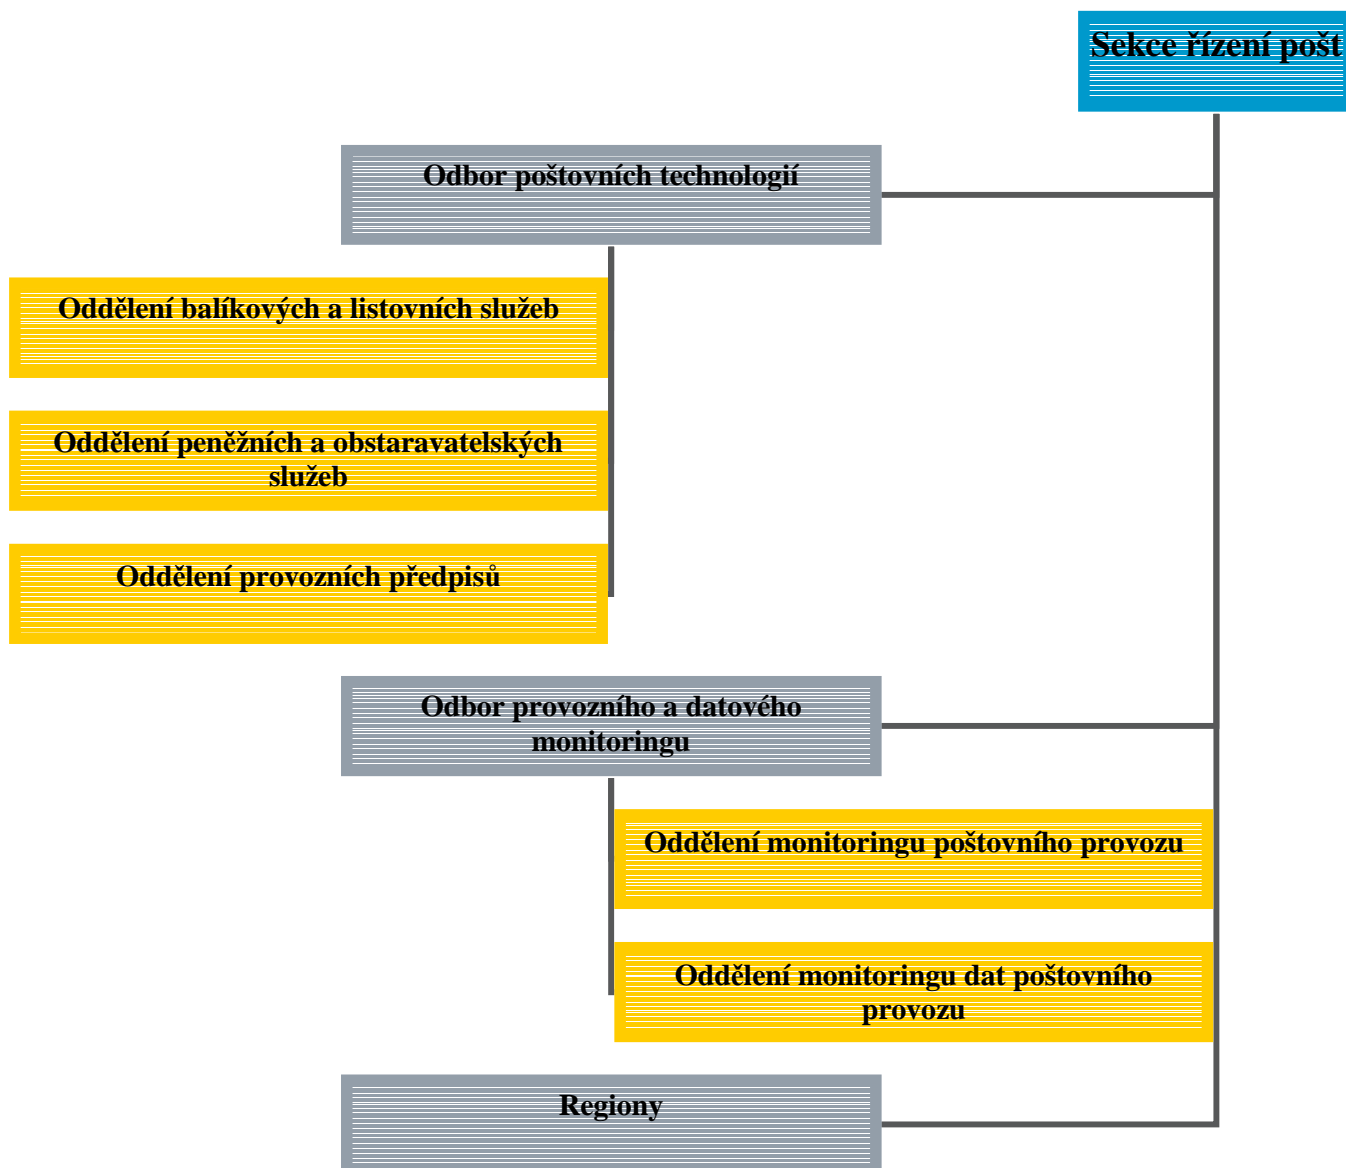 Sekce řízení pošt
Odbor poštovních technologií
Oddělení balíkových a listovních služeb
Oddělení peněžních a obstaravatelských
služeb
Oddělení provozních předpisů
Odbor provozního a datového
monitoringu
Oddělení monitoringu poštovního provozu
Oddělení monitoringu dat poštovního
provozu
Regiony